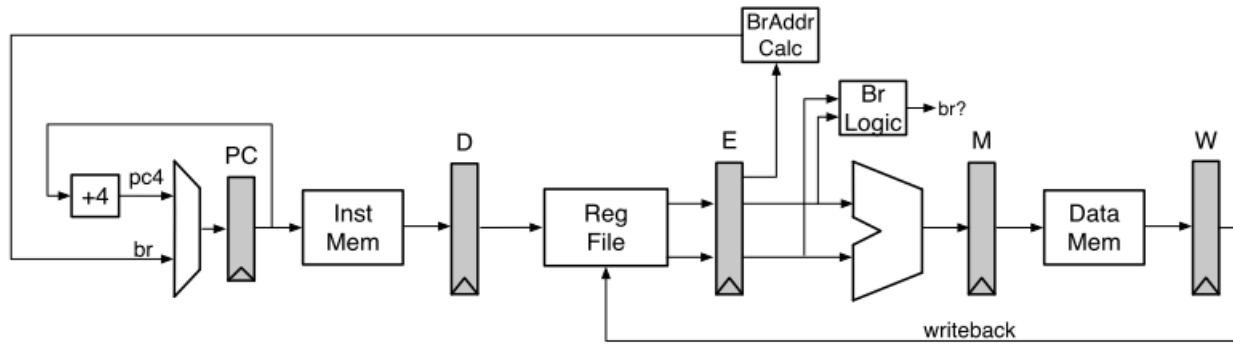 BrAddr
Calc
Br
Logic
br?
PC
D
E
M
W
pc4
+4
Inst
Mem
Reg
File
Data
Mem
br
writeback